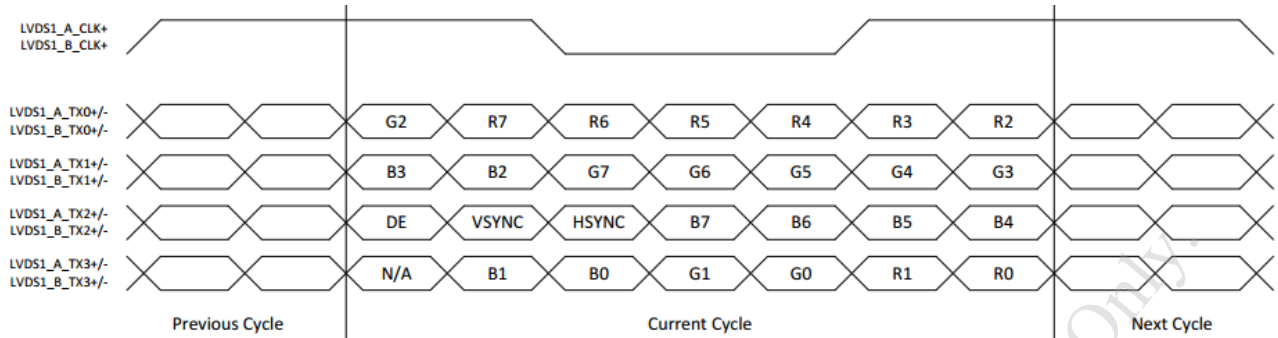 LVDS1_A_CLK+
LVDS1_B_CLK+
LVDS1_A_TX0+/-
LVDS1_B_TX0+/-
G2 R7 R6 R5 R4 R3 R2
LVDS1_A_TX1+/-
LVDS1_B_TX1+/-
B3 B2 G7 G6 G5 G4 G3
LVDS1_A_TX2+/-
LVDS1_B_TX2+/-
DE VSYNC HSYNC B7 B6 B5 B4
LVDS1_A_TX3+/-
LVDS1_B_TX3+/-
N/A B1 B0 G1 G0 R1 R0
Previous Cycle Current Cycle Next Cycle
Only.